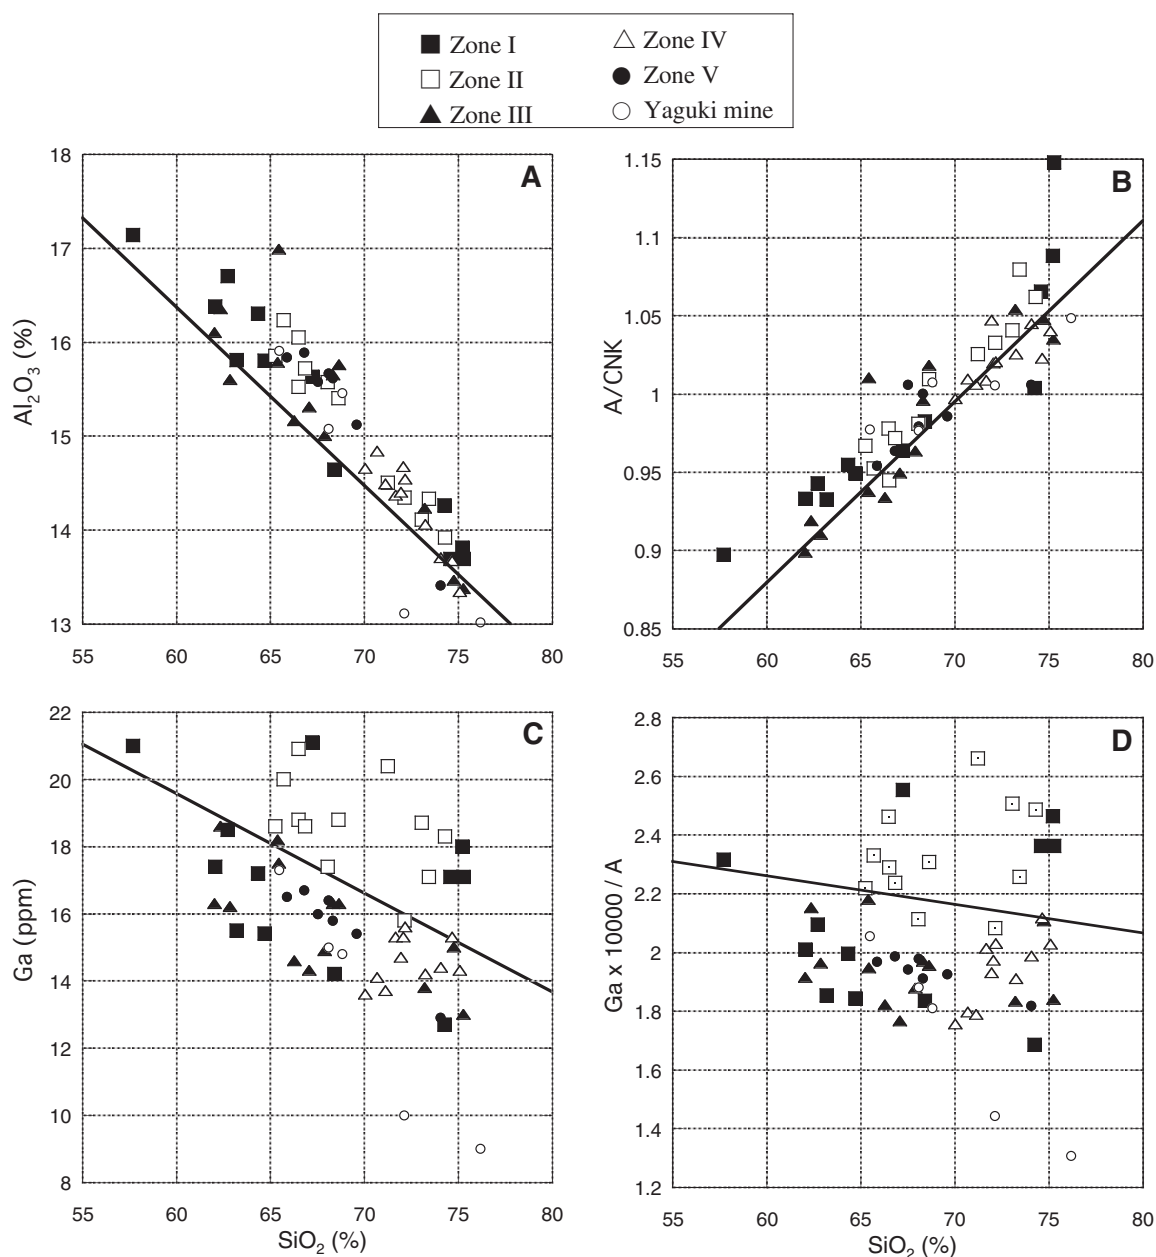 Zone I
Zone II
Zone III
Zone IV
Zone V
Yaguki mine
A
18
17
16
15
14
13
Al2O3 (%)
55 60 65 70 75 80
B
1.15
1.1
1.05
1
0.95
0.9
0.85
A/CNK
55 60 65 70 75 80
C
22
20
18
16
14
12
10
8
Ga (ppm)
55 60 65 70 75 80
SiO2 (%)
D
2.8
2.6
2.4
2.2
2
1.8
1.6
1.4
1.2
Ga x 10000 / A
55 60 65 70 75 80
SiO2 (%)